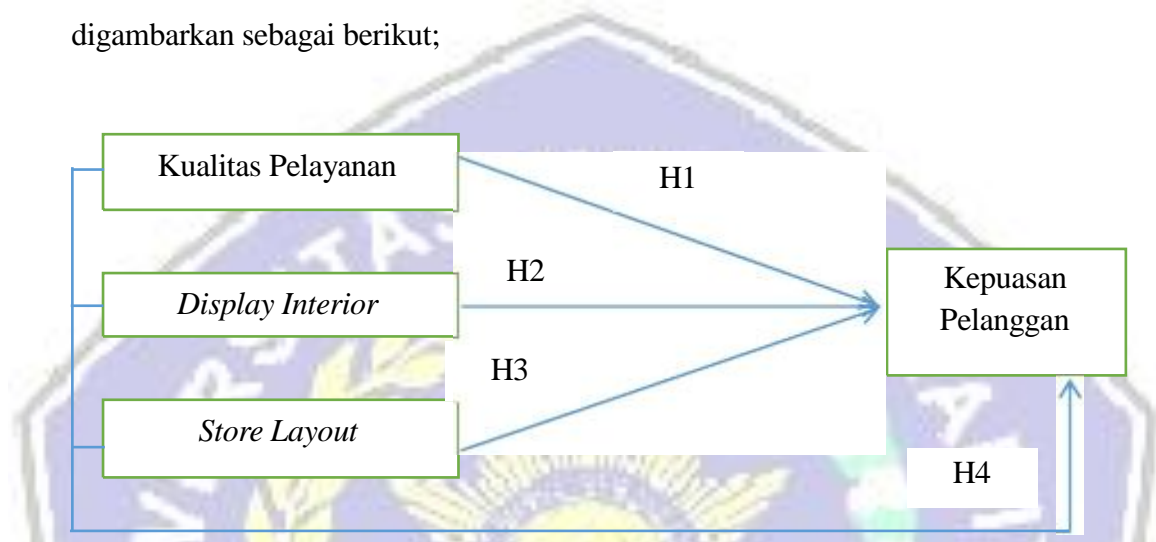 digambarkan sebagai berikut;
Kualitas Pelayanan
H1
H2
Display Interior
Kepuasan
Pelanggan
H3
Store Layout
H4